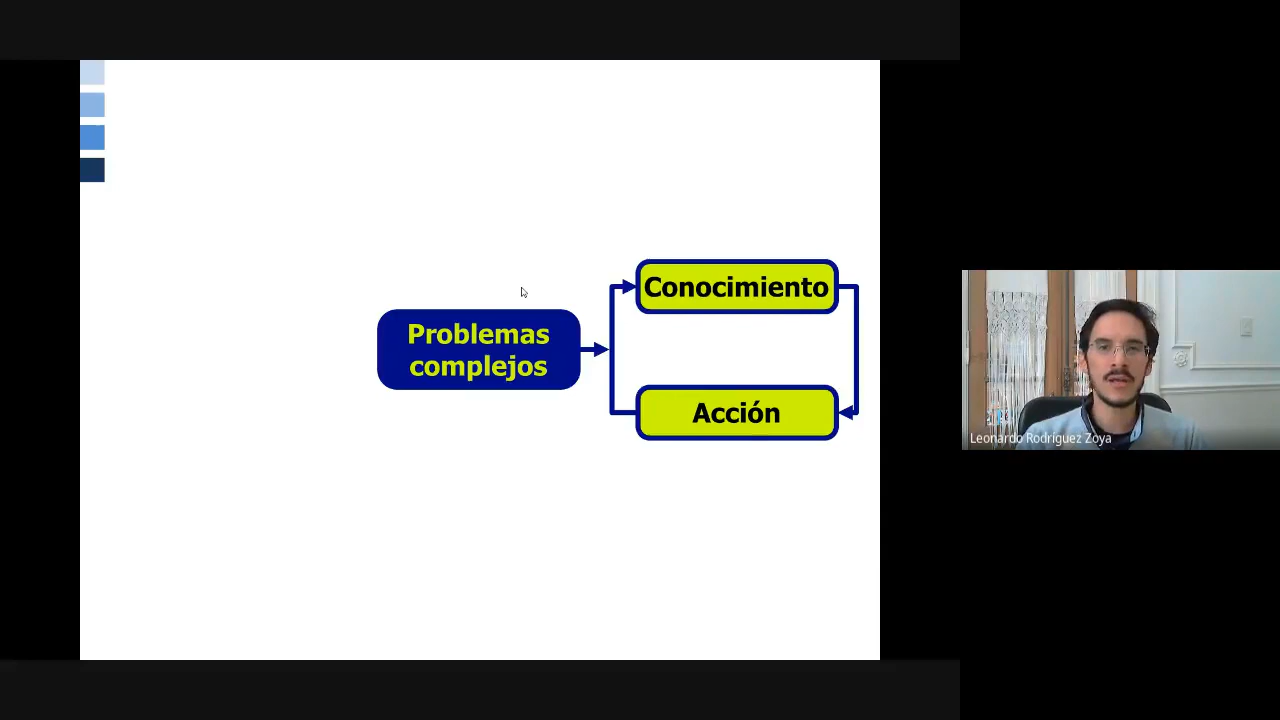 Conocimiento
Problemas
complejos
Acción
Leonardo Rodríguez Zoya